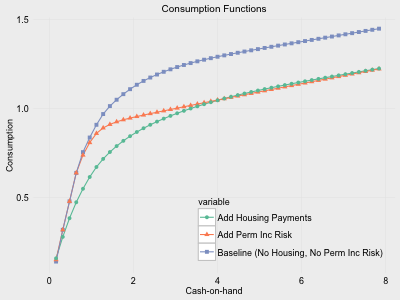 Consumption Functions
1.5
1.0
0.5
Consumption
variable
Add Housing Payments
Add Perm Inc Risk
Baseline (No Housing, No Perm Inc Risk)
0 2 4 6 8
Cash-on-hand